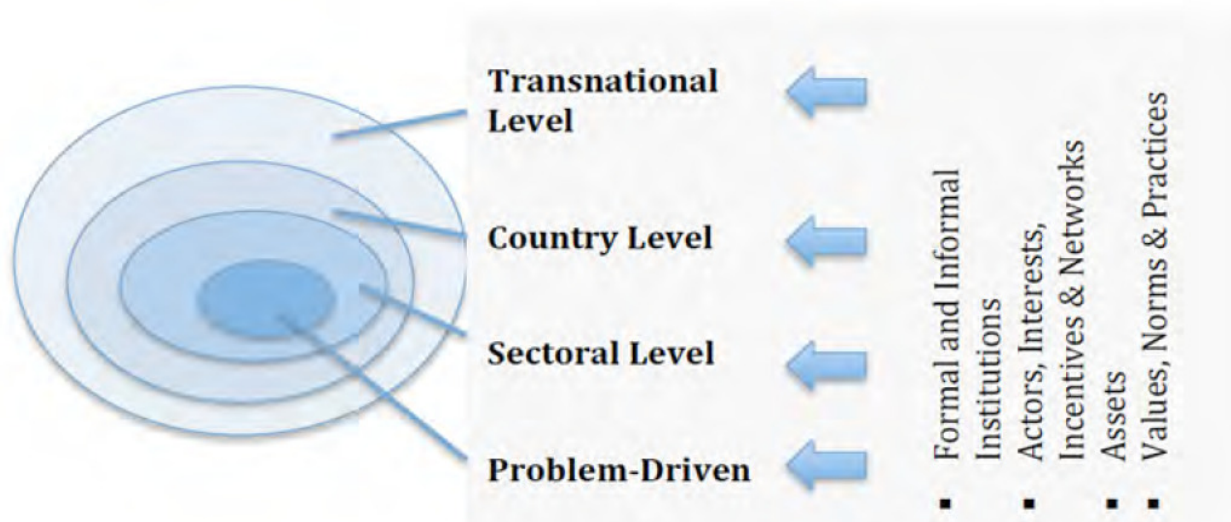 Transnational
Level
Country Level
Sectoral Level
Problem-Driven
▪ Formal and Informal
Institutions
▪ Actors, Interests,
Incentives & Networks
▪ Assets
▪ Values, Norms & Practices